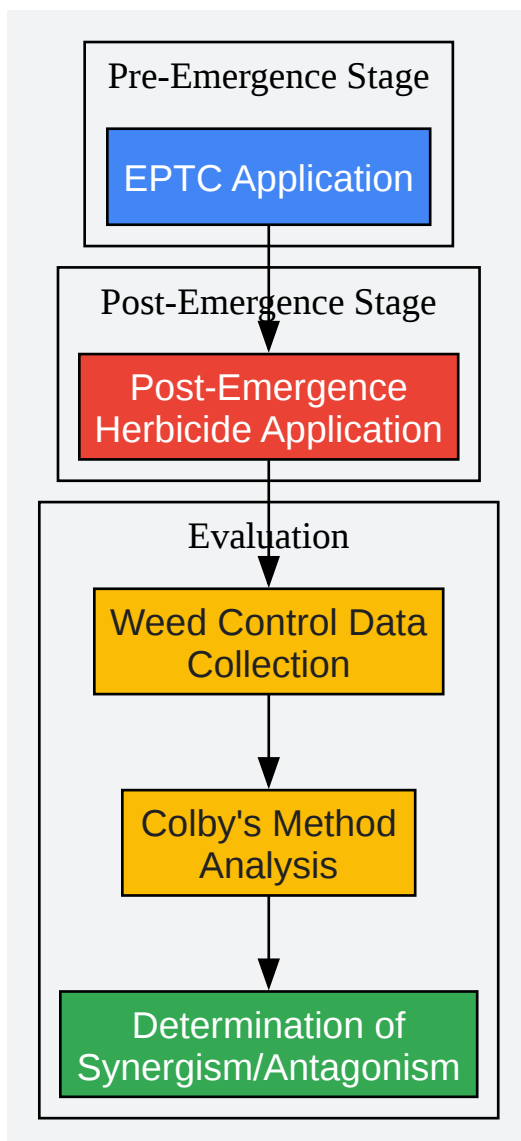 Pre-Emergence Stage
EPTC Application
Post-Emergence Stage
Post-Emergence
Herbicide Application
Evaluation
Weed Control Data
Collection
Colby's Method
Analysis
Determination of
Synergism/Antagonism